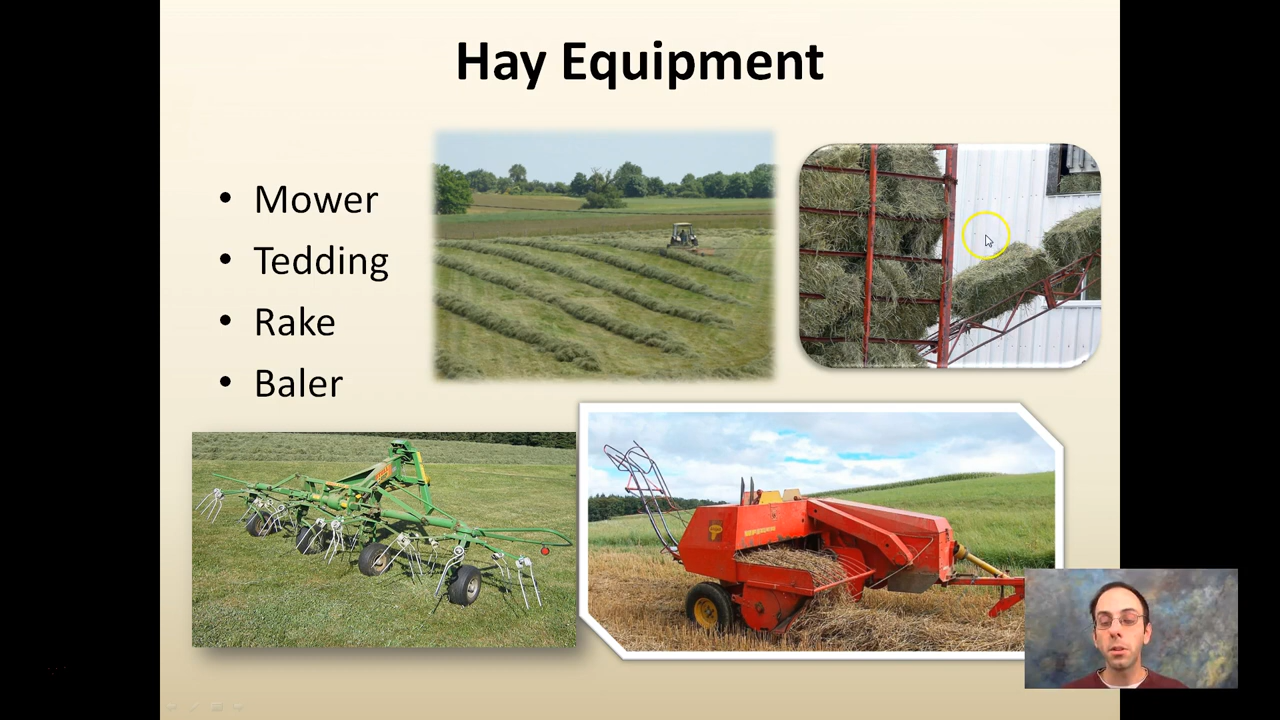 Hay Equipment
• Mower
• Tedding
• Rake
• Baler